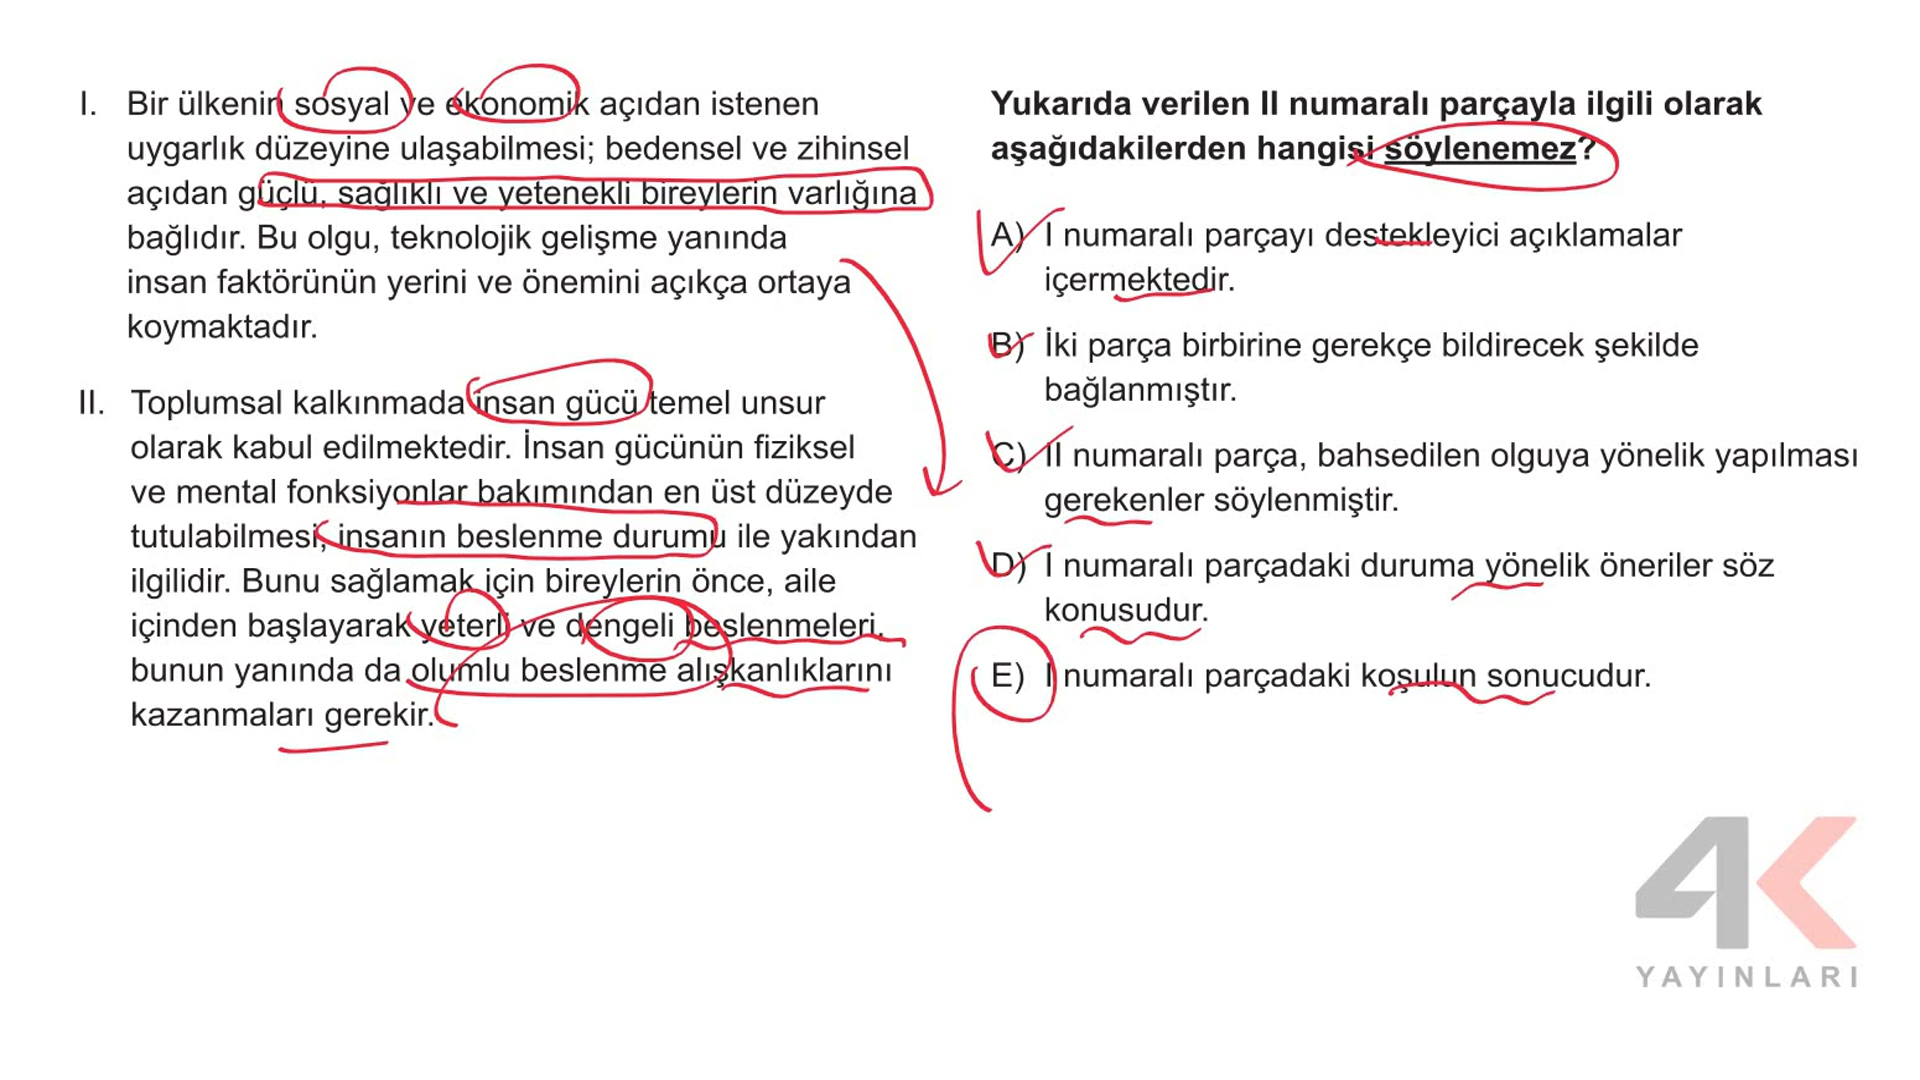 I. Bir ülkenin sosyal ve ekonomik açıdan istenen
uygarlık düzeyine ulaşabilmesi; bedensel ve zihinsel
açıdan güçlü, sağlıklı ve yetenekli bireylerin varlığına
bağlıdır. Bu olgu, teknolojik gelişme yanında
insan faktörünün yerini ve önemini açıkça ortaya
koymaktadır.
II. Toplumsal kalkınmada insan gücü temel unsur
olarak kabul edilmektedir. İnsan gücünün fiziksel
ve mental fonksiyonlar bakımından en üst düzeyde
tutulabilmesi, insanın beslenme durumu ile yakından
ilgilidir. Bunu sağlamak için bireylerin önce, aile
içinden başlayarak yeterli ve dengeli beslenmeleri,
bunun yanında da olumlu beslenme alışkanlıklarını
kazanmaları gerekir.
Yukarıda verilen II numaralı parçayla ilgili olarak
aşağıdakilerden hangisi söylenemez?
A) I numaralı parçayı destekleyici açıklamalar
içermektedir.
B) İki parça birbirine gerekçe bildirecek şekilde
bağlanmıştır.
C) II numaralı parça, bahsedilen olguya yönelik yapılması
gerekenler söylenmiştir.
D) I numaralı parçadaki duruma yönelik öneriler söz
konusudur.
E) I numaralı parçadaki koşulun sonucudur.
4K
YAYINLARI